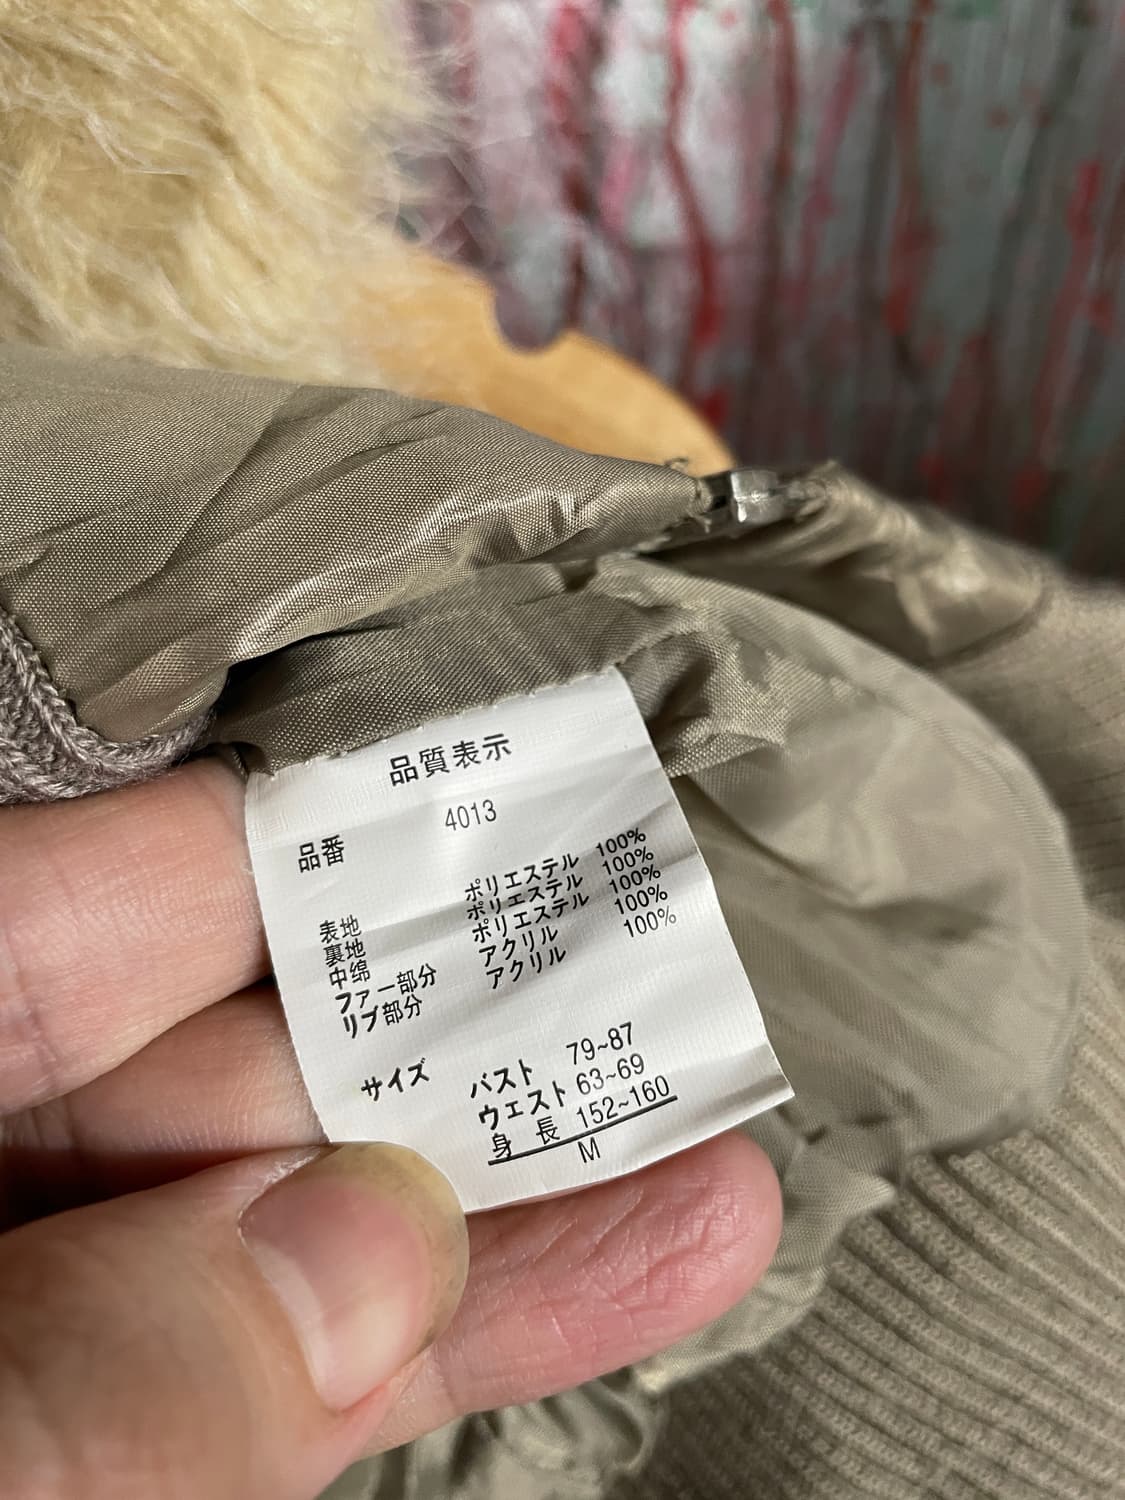 品質表示
品番 4013
表地 ポリエステル 100%
裏地 ポリエステル 100%
中绵 ポリエステル 100%
ファー部分 アクリル 100%
リブ部分 アクリル 100%
サイズ バスト 79~87
ウェスト 63~69
身 長 152~160
M